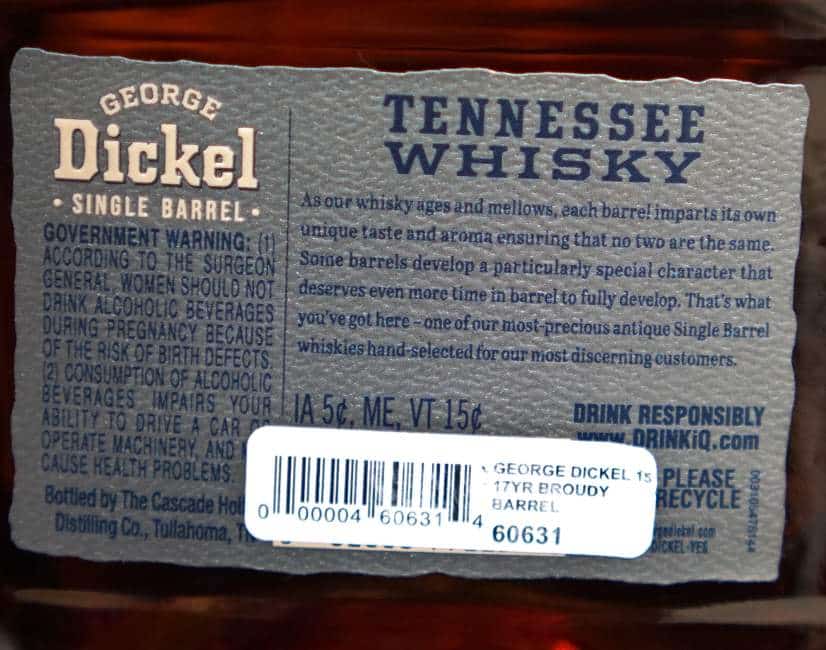 GEORGE
Dickel
• SINGLE BARREL •
GOVERNMENT WARNING: (1)
ACCORDING TO THE SURGEON
GENERAL, WOMEN SHOULD NOT
DRINK ALCOHOLIC BEVERAGES
DURING PREGNANCY BECAUSE
OF THE RISK OF BIRTH DEFECTS.
(2) CONSUMPTION OF ALCOHOLIC
BEVERAGES IMPAIRS YOUR
ABILITY TO DRIVE A CAR
OPERATE MACHINERY, AND
CAUSE HEALTH PROBLEMS.
Bottled by The Cascade
Distilling Co., Tullahoma,
TENNESSEE
WHISKY
As our whisky ages and mellows, each barrel imparts its own
unique taste and aroma ensuring that no two are the same.
Some barrels develop a particularly special character that
deserves even more time in barrel to fully develop. That's what
you've got here – one of our most-precious antique Single Barrel
whiskies hand-selected for our most discerning customers.
IA 5¢, ME, VT 15¢
DRINK RESPONSIBLY
www.DRINKiQ.com
PLEASE
RECYCLE
GEORGE DICKEL 15
17YR BROUDY
BARREL
60631
0 00004 60631 4